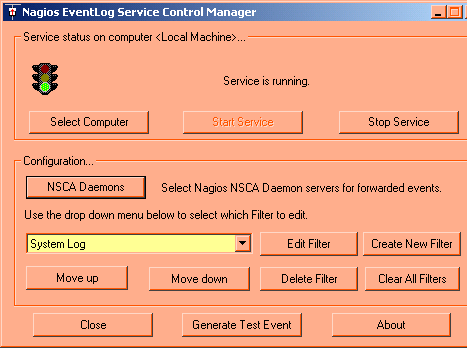 Nagios EventLog Service Control Manager
Service status on computer <Local Machine>...
Service is running.
Select Computer Start Service Stop Service
Configuration...
NSCA Daemons Select Nagios NSCA Daemon servers for forwarded events.
Use the drop down menu below to select which Filter to edit.
System Log Edit Filter Create New Filter
Move up Move down Delete Filter Clear All Filters
Close Generate Test Event About